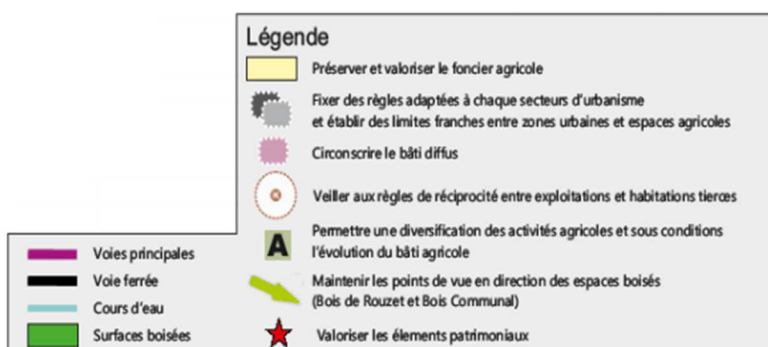 Légende
Préserver et valoriser le foncier agricole
Fixer des règles adaptées à chaque secteurs d'urbanisme
et établir des limites franches entre zones urbaines et espaces agricoles
Circonscrire le bâti diffus
Veiller aux règles de réciprocité entre exploitations et habitations tierces
A
Permettre une diversification des activités agricoles et sous conditions
l'évolution du bâti agricole
Maintenir les points de vue en direction des espaces boisés
(Bois de Rouzet et Bois Communal)
Valoriser les élements patrimoniaux
Voies principales
Voie ferrée
Cours d'eau
Surfaces boisées